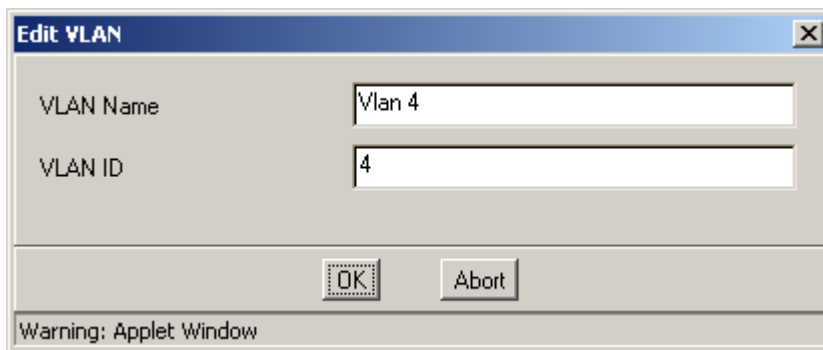 Edit VLAN
VLAN Name Vlan 4
VLAN ID 4
OK Abort
Warning: Applet Window